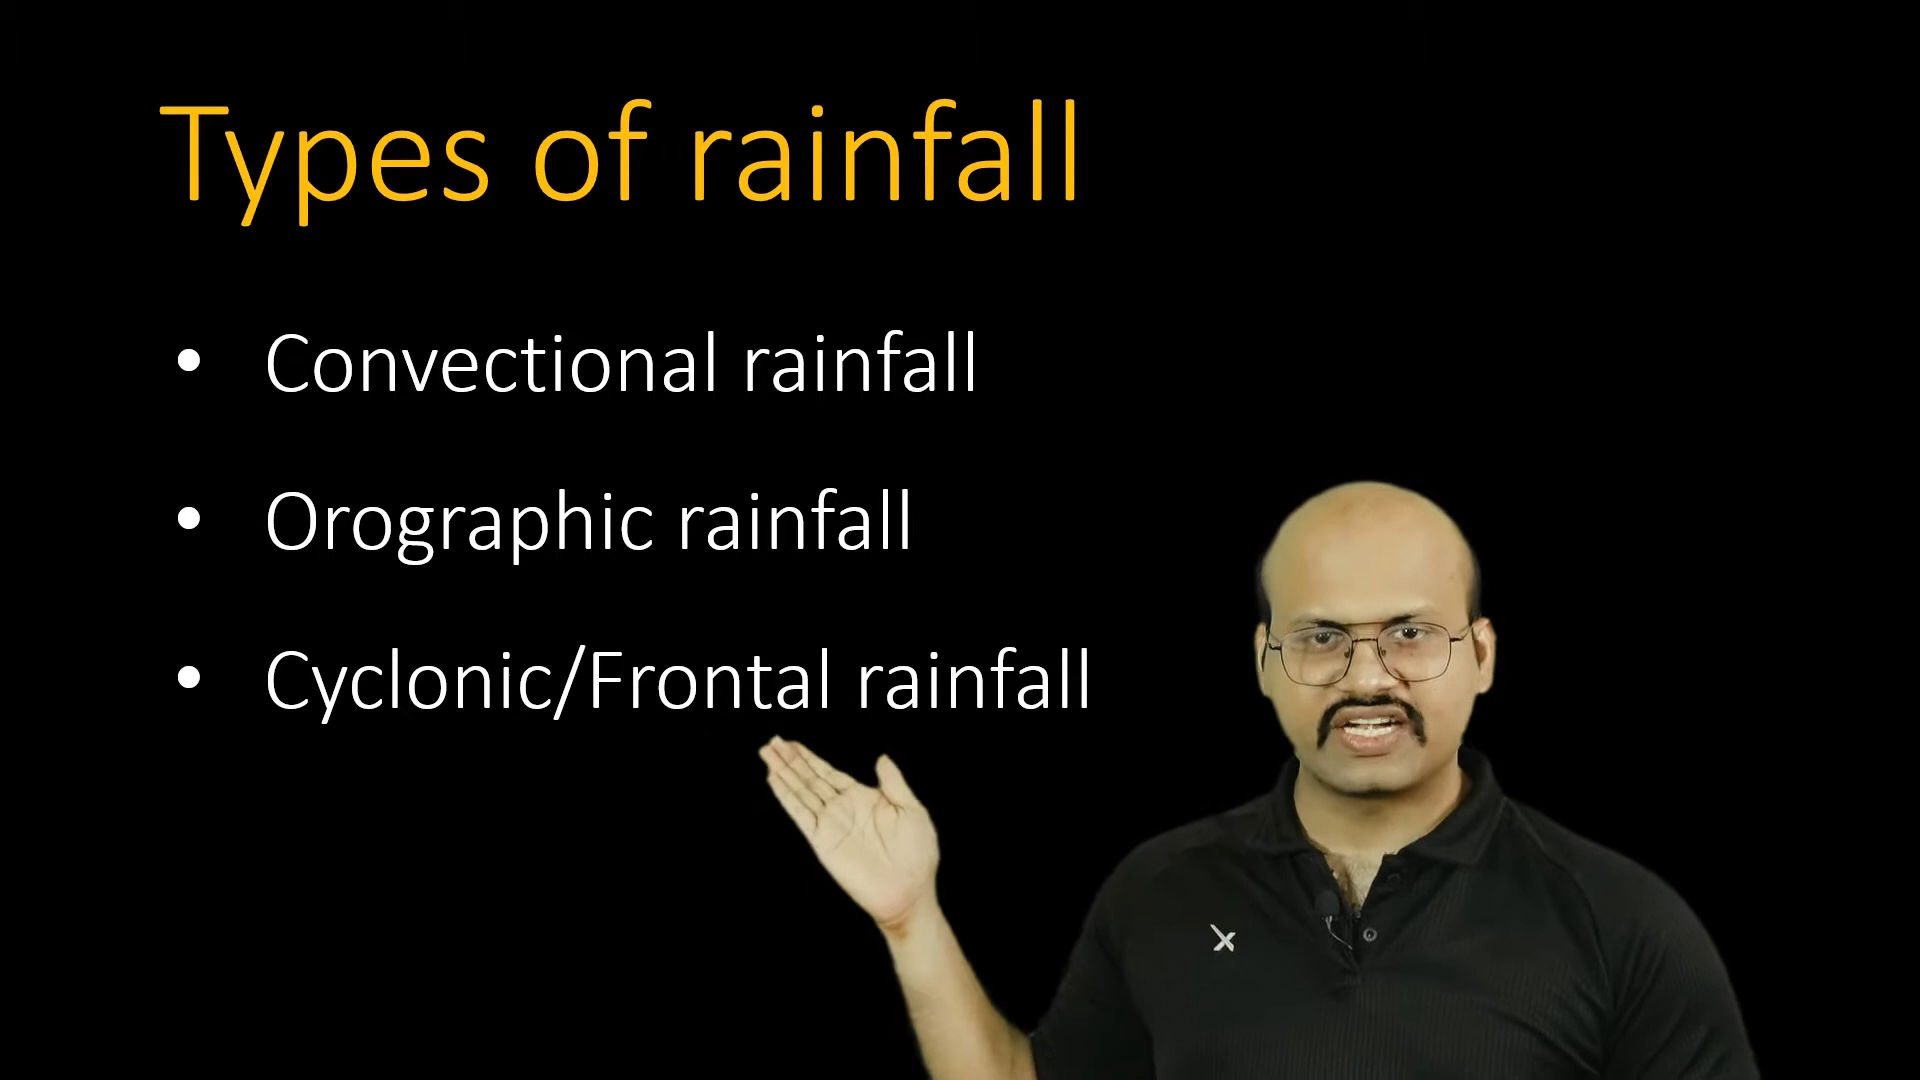 Types of rainfall
• Convectional rainfall
• Orographic rainfall
• Cyclonic/Frontal rainfall